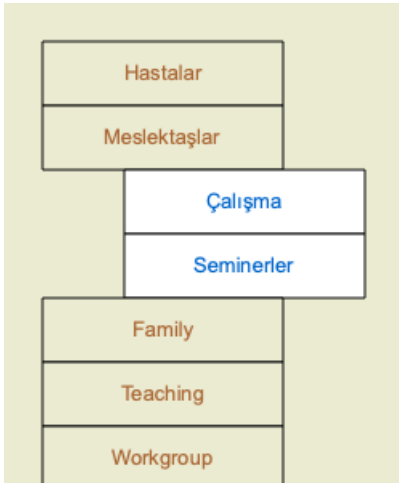 Hastalar
Meslektaşlar
Çalışma
Seminerler
Family
Teaching
Workgroup